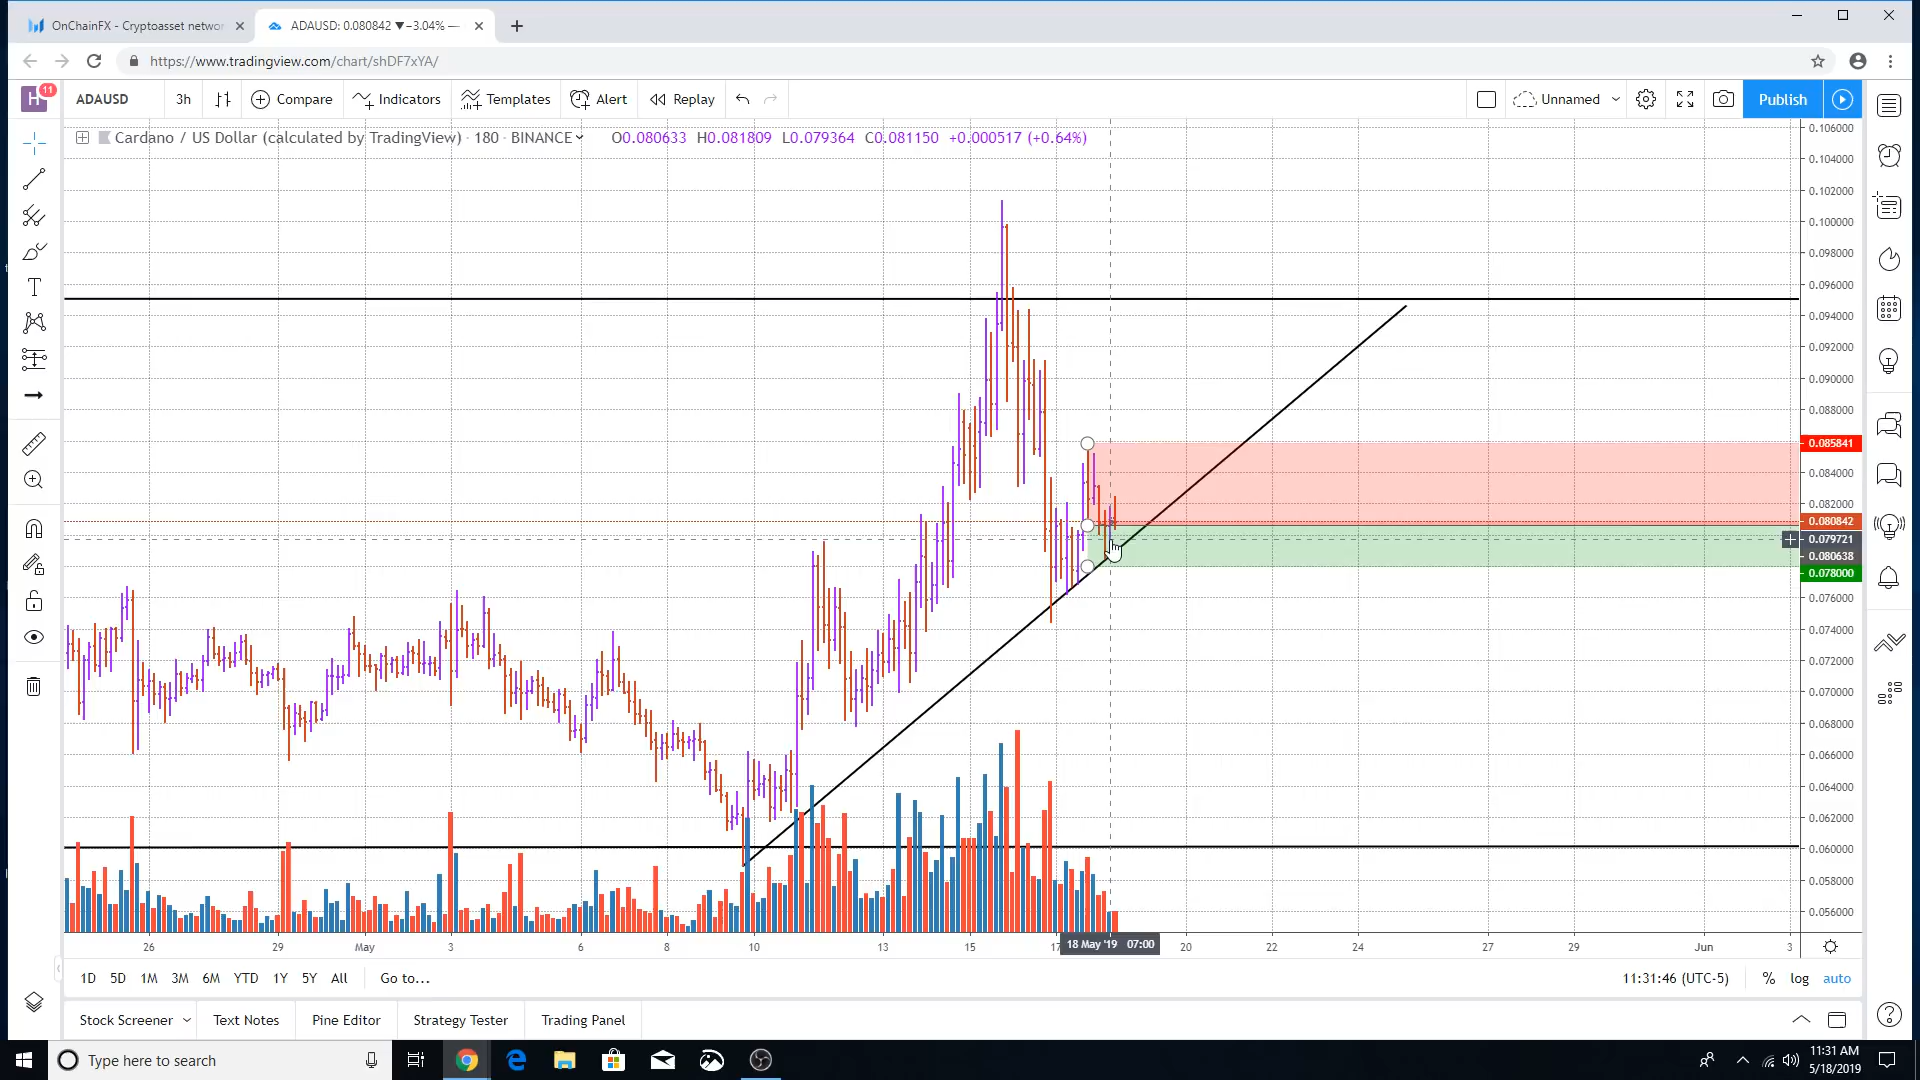 OnChainFX - Cryptoasset networ
ADAUSD: 0.080842 ▼−3.04% —
https://www.tradingview.com/chart/shDF7xYA/
H 11
ADAUSD 3h Compare Indicators Templates Alert Replay Unnamed Publish
Cardano / US Dollar (calculated by TradingView) · 180 · BINANCE O0.080633 H0.081809 L0.079364 C0.081150 +0.000517 (+0.64%)
0.106000
0.104000
0.102000
0.100000
0.098000
0.096000
0.094000
0.092000
0.090000
0.088000
0.085841
0.084000
0.082000
0.080842
0.079721
0.080638
0.078000
0.076000
0.074000
0.072000
0.070000
0.068000
0.066000
0.064000
0.062000
0.060000
0.058000
0.056000
26 29 May 3 6 8 10 13 15 17 18 May '19 07:00 20 22 24 27 29 Jun 3
1D 5D 1M 3M 6M YTD 1Y 5Y All Go to... 11:31:46 (UTC-5) % log auto
Stock Screener Text Notes Pine Editor Strategy Tester Trading Panel
Type here to search
11:31 AM
5/18/2019